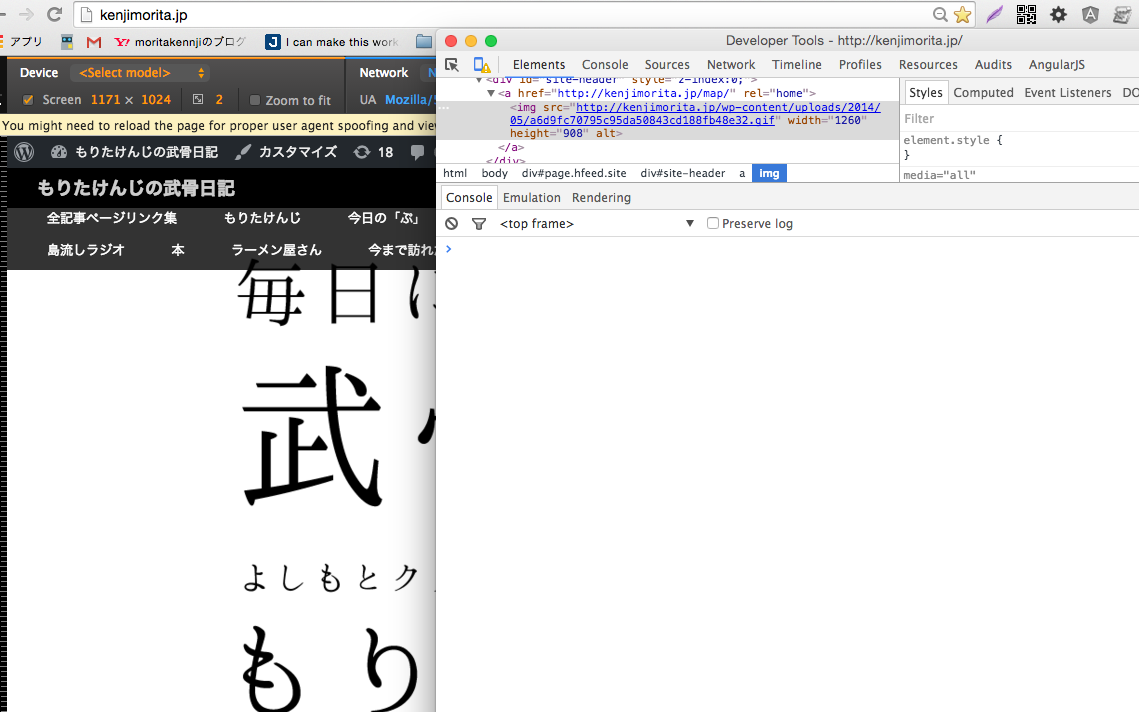 kenjimorita.jp
アプリ
moritakennjiのブログ
I can make this work
Developer Tools - http://kenjimorita.jp/
Device <Select model> Network
Screen 1171 × 1024 2 Zoom to fit UA Mozilla/
You might need to reload the page for proper user agent spoofing and
もりたけんじの武骨日記 カスタマイズ 18
もりたけんじの武骨日記
全記事ページリンク集 もりたけんじ 今日の「ぷ」
島流しラジオ 本 ラーメン屋さん 今まで訪れ
毎日
武
よしもとク
もり
Elements Console Sources Network Timeline Profiles Resources Audits AngularJS
<div id="site-header" style="z-index:0;">
<a href="http://kenjimorita.jp/map/" rel="home">
<img src="http://kenjimorita.jp/wp-content/uploads/2014/
05/a6d9fc70795c95da50843cd188fb48e32.gif" width="1260"
height="908" alt>
</a>
</div>
html body div#page.hfeed.site div#site-header a img
Styles Computed Event Listeners DO
Filter
element.style {
}
media="all"
Console Emulation Rendering
<top frame> Preserve log